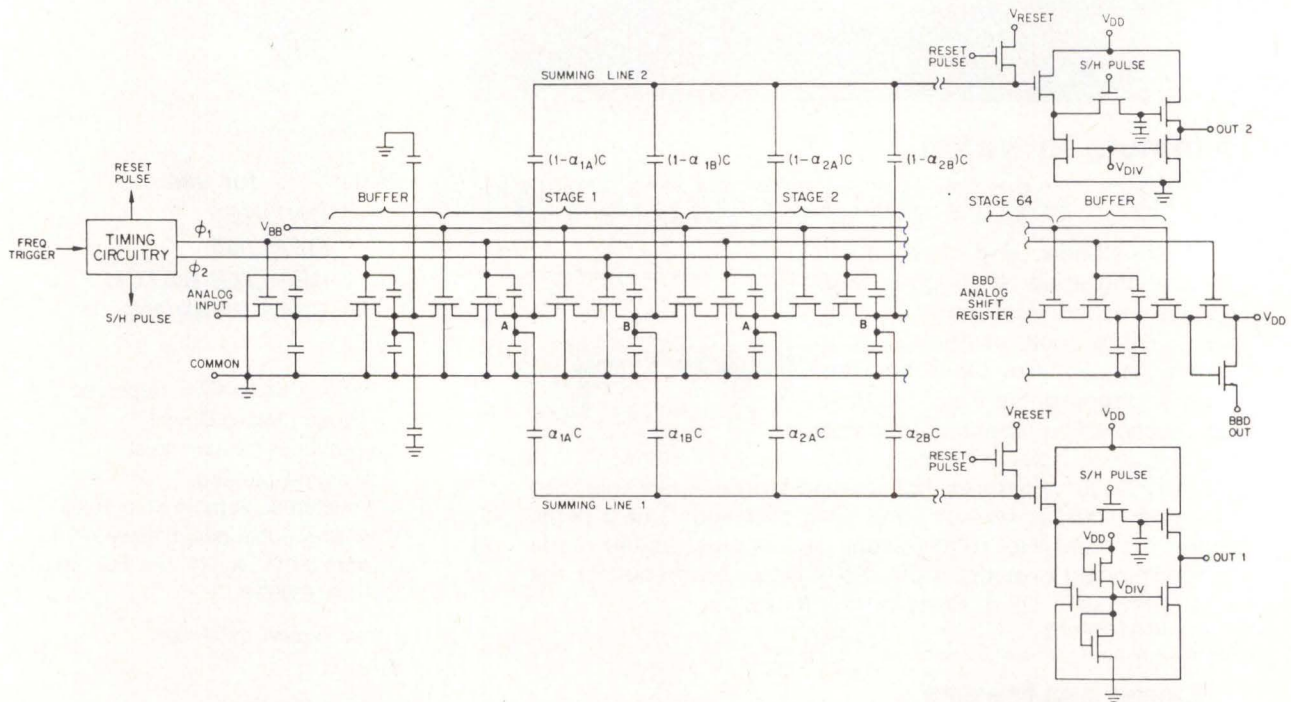 V_RESET
V_DD
RESET PULSE
S/H PULSE
SUMMING LINE 2
OUT 2
V_DIV
(1-α_1A)C
(1-α_1B)C
(1-α_2A)C
(1-α_2B)C
RESET PULSE
BUFFER
STAGE 1
STAGE 2
STAGE 64
BUFFER
V_BB
FREQ TRIGGER
TIMING CIRCUITRY
ϕ_1
ϕ_2
ANALOG INPUT
S/H PULSE
A
B
A
B
BBD ANALOG SHIFT REGISTER
V_DD
COMMON
BBD OUT
α_1A C
α_1B C
α_2A C
α_2B C
V_RESET
V_DD
RESET PULSE
S/H PULSE
SUMMING LINE 1
V_DD
OUT 1
V_DIV